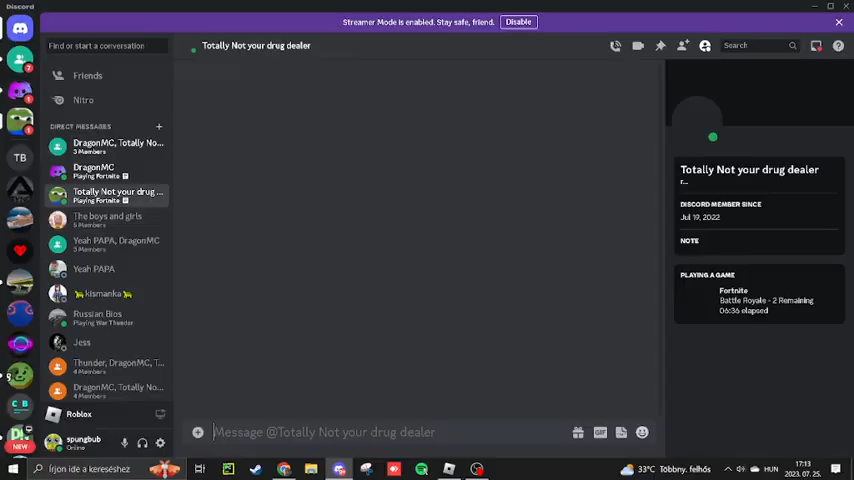 Discord
Streamer Mode is enabled. Stay safe, friend.
Disable
Find or start a conversation
Totally Not your drug dealer
Search
Friends
Nitro
DIRECT MESSAGES
DragonMC, Totally No...
3 Members
DragonMC
Playing Fortnite
Totally Not your drug ...
Playing Fortnite
The boys and girls
5 Members
Yeah PAPA, DragonMC
3 Members
Yeah PAPA
kismanka
Russian Bios
Playing War Thunder
Jess
Thunder, DragonMC, T...
4 Members
DragonMC, Totally No...
4 Members
Roblox
spungbub
Online
7
1
1
TB
CB
NEW
Message @Totally Not your drug dealer
GIF
Totally Not your drug dealer
r...
DISCORD MEMBER SINCE
Jul 19, 2022
NOTE
PLAYING A GAME
Fortnite
Battle Royale - 2 Remaining
06:36 elapsed
Írjon ide a kereséshez
33°C Többny. felhős
HUN
17:13
2023. 07. 25.